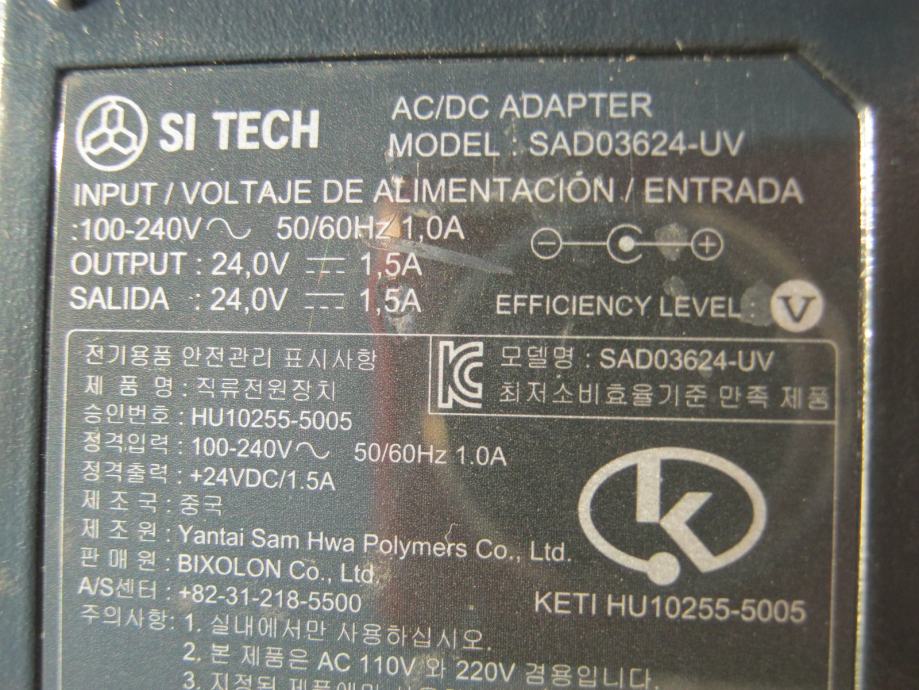 SI TECH
AC/DC ADAPTER
MODEL : SAD03624-UV
INPUT / VOLTAJE DE ALIMENTACIÓN / ENTRADA
:100-240V~ 50/60Hz 1,0A
OUTPUT : 24,0V ⎓ 1,5A
SALIDA : 24,0V ⎓ 1,5A
EFFICIENCY LEVEL : V
전기용품 안전관리 표시사항
제 품 명 : 직류전원장치
승인번호 : HU10255-5005
정격입력 : 100-240V~ 50/60Hz 1.0A
정격출력 : +24VDC/1.5A
제 조 국 : 중국
제 조 원 : Yantai Sam Hwa Polymers Co., Ltd.
판 매 원 : BIXOLON Co., Ltd.
A/S센터 : +82-31-218-5500
주의사항: 1. 실내에서만 사용하십시오.
2. 본 제품은 AC 110V 와 220V 겸용입니다.
3. 지정된
모델명 : SAD03624-UV
최저소비효율기준 만족 제품
KETI HU10255-5005